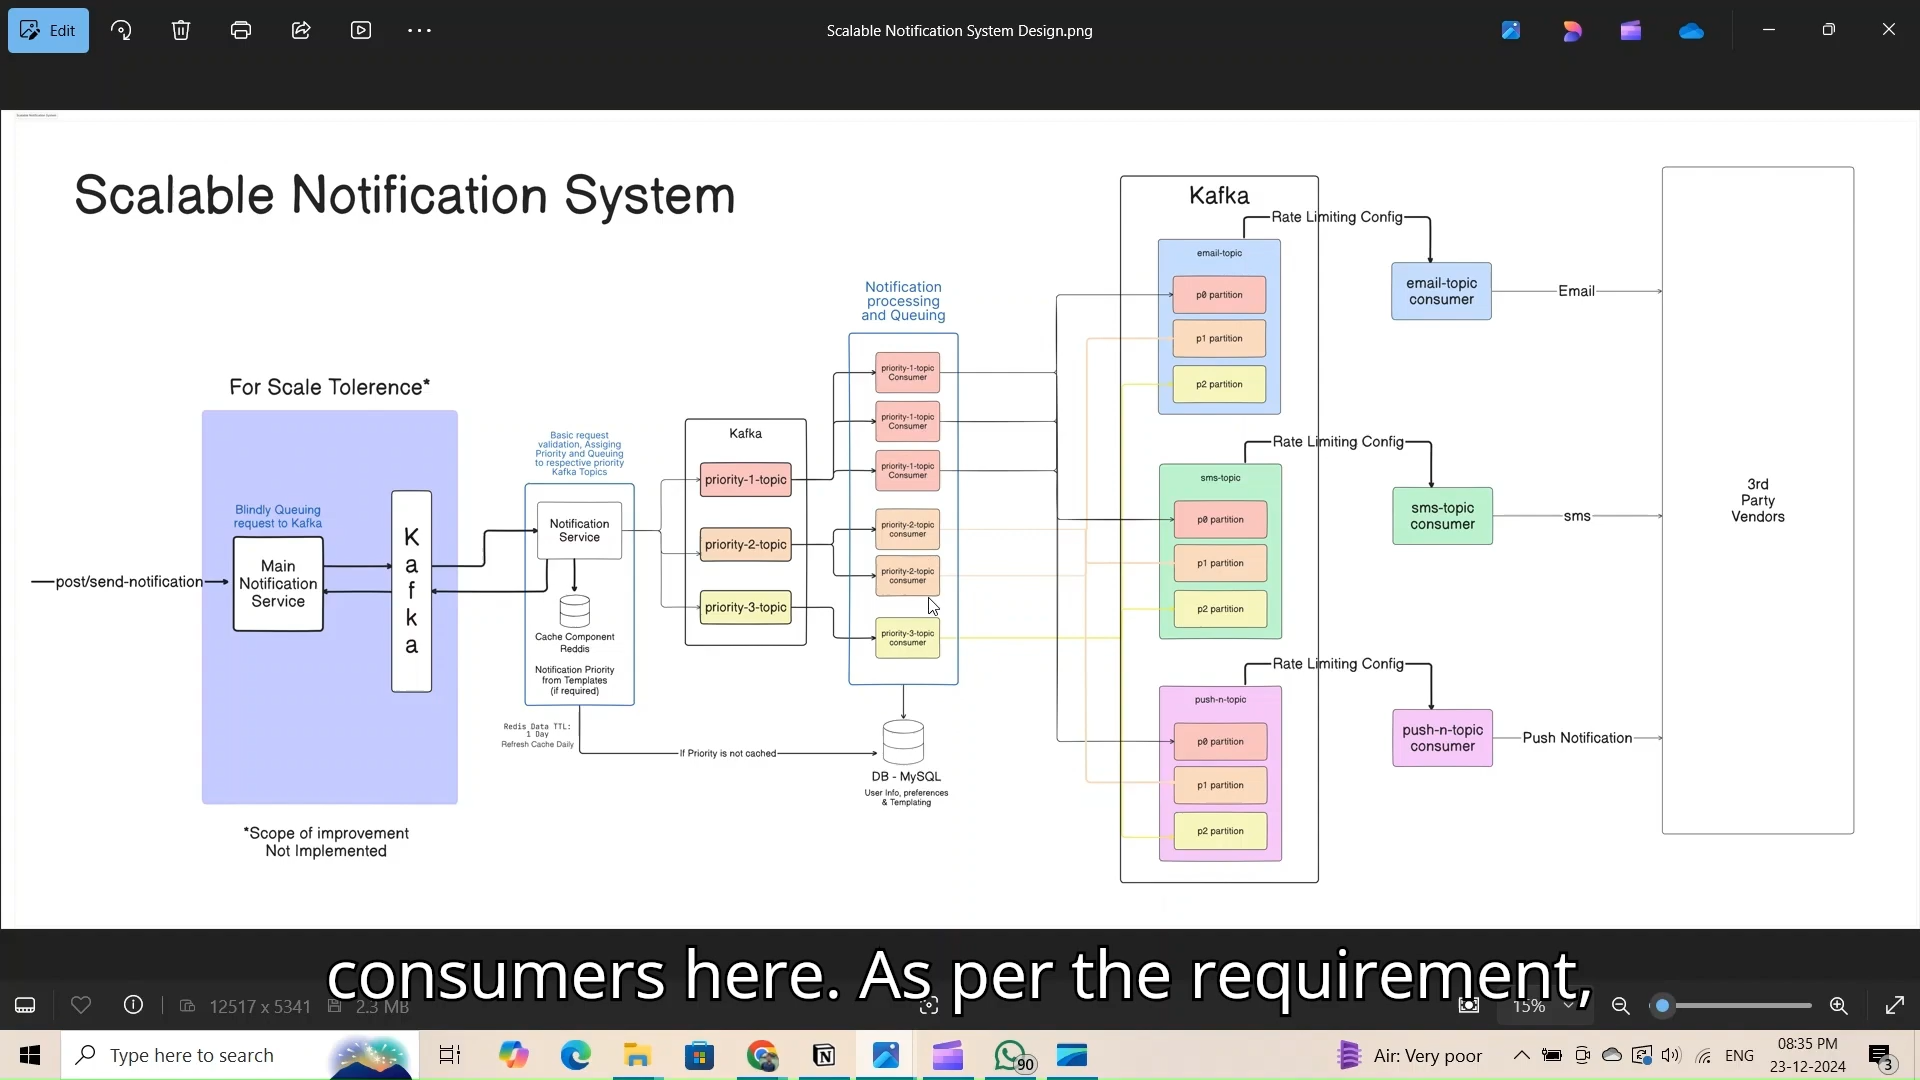 Edit
Scalable Notification System Design.png
Scalable Notification System
Scalable Notification System
For Scale Tolerence*
Blindly Queuing
request to Kafka
post/send-notification
Main
Notification
Service
K
a
f
k
a
*Scope of improvement
Not Implemented
Basic request
validation, Assiging
Priority and Queuing
to respective priority
Kafka Topics
Notification
Service
Cache Component
Reddis
Notification Priority
from Templates
(if required)
Redis Data TTL:
1 Day
Refresh Cache Daily
If Priority is not cached
Kafka
priority-1-topic
priority-2-topic
priority-3-topic
Notification
processing
and Queuing
priority-1-topic
Consumer
priority-1-topic
Consumer
priority-1-topic
Consumer
priority-2-topic
consumer
priority-2-topic
consumer
priority-3-topic
consumer
DB - MySQL
User Info, preferences
& Templating
Kafka
Rate Limiting Config
email-topic
p0 partition
p1 partition
p2 partition
email-topic
consumer
Email
Rate Limiting Config
sms-topic
p0 partition
p1 partition
p2 partition
sms-topic
consumer
sms
Rate Limiting Config
push-n-topic
p0 partition
p1 partition
p2 partition
push-n-topic
consumer
Push Notification
3rd
Party
Vendors
consumers here. As per the requirement,
12517 x 5341
2.3 MB
15%
Type here to search
90
Air: Very poor
ENG
08:35 PM
23-12-2024
3